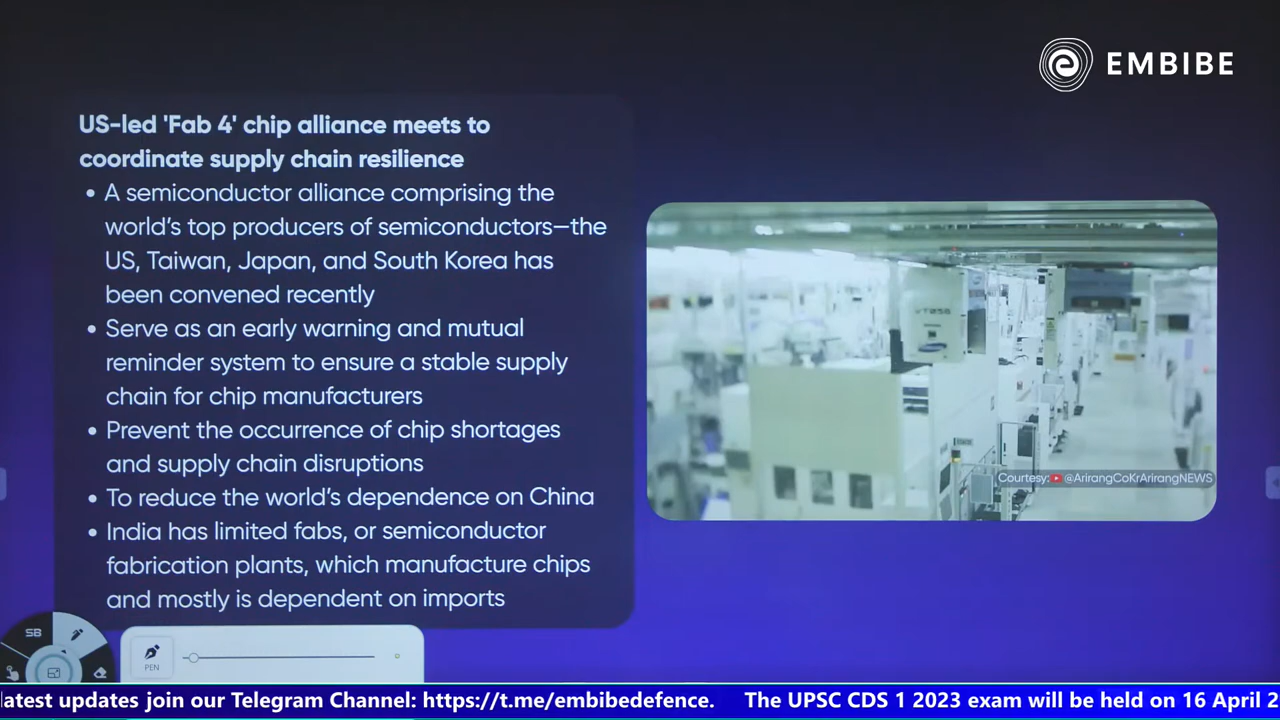 EMBIBE
US-led 'Fab 4' chip alliance meets to
coordinate supply chain resilience
• A semiconductor alliance comprising the
world's top producers of semiconductors—the
US, Taiwan, Japan, and South Korea has
been convened recently
• Serve as an early warning and mutual
reminder system to ensure a stable supply
chain for chip manufacturers
• Prevent the occurrence of chip shortages
and supply chain disruptions
• To reduce the world's dependence on China
• India has limited fabs, or semiconductor
fabrication plants, which manufacture chips
and mostly is dependent on imports
Courtesy: @ArirangCoKrArirangNEWS
SB
PEN
latest updates join our Telegram Channel: https://t.me/embibedefence. The UPSC CDS 1 2023 exam will be held on 16 April 2